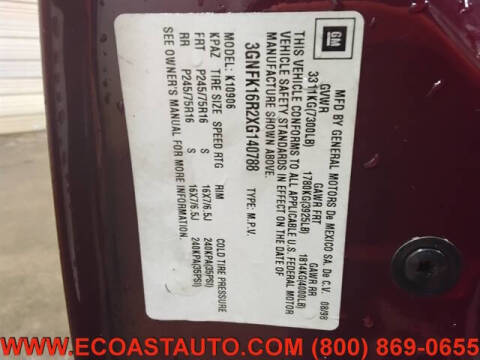 GM
MFD BY GENERAL MOTORS De MEXICO SA. De C.V. 08/98
GVWR GAWR FRT GAWR RR
3311KG(7300LB) 1780KG(3925LB) 1814KG(4000LB)
THIS VEHICLE CONFORMS TO ALL APPLICABLE U.S. FEDERAL MOTOR
VEHICLE SAFETY STANDARDS IN EFFECT ON THE DATE OF
MANUFACTURE SHOWN ABOVE.
3GNFK16R2XG140788 TYPE: M.P.V.
MODEL: K10906
KPAZ TIRE SIZE SPEED RTG RIM COLD TIRE PRESSURE
FRT P245/75R16 S 16X7/6.5J 240KPA(35PSI)
RR P245/75R16 S 16X7/6.5J 240KPA(35PSI)
SEE OWNER'S MANUAL FOR MORE INFORMATION.
WWW.ECOASTAUTO.COM (800) 869-0655